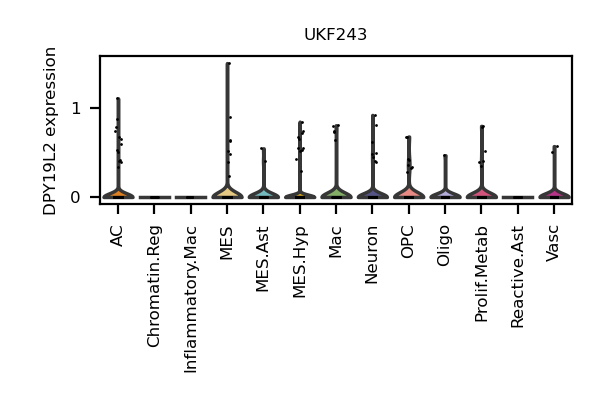 UKF243
DPY19L2 expression
1
0
AC
Chromatin.Reg
Inflammatory.Mac
MES
MES.Ast
MES.Hyp
Mac
Neuron
OPC
Oligo
Prolif.Metab
Reactive.Ast
Vasc